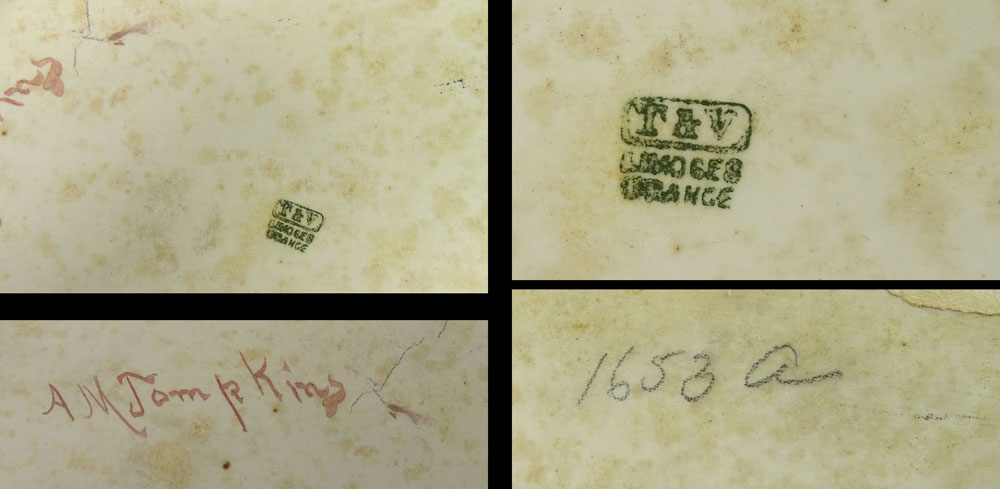 T & V
LIMOGES
FRANCE
T & V
LIMOGES
FRANCE
A M Tompkins
1653 a